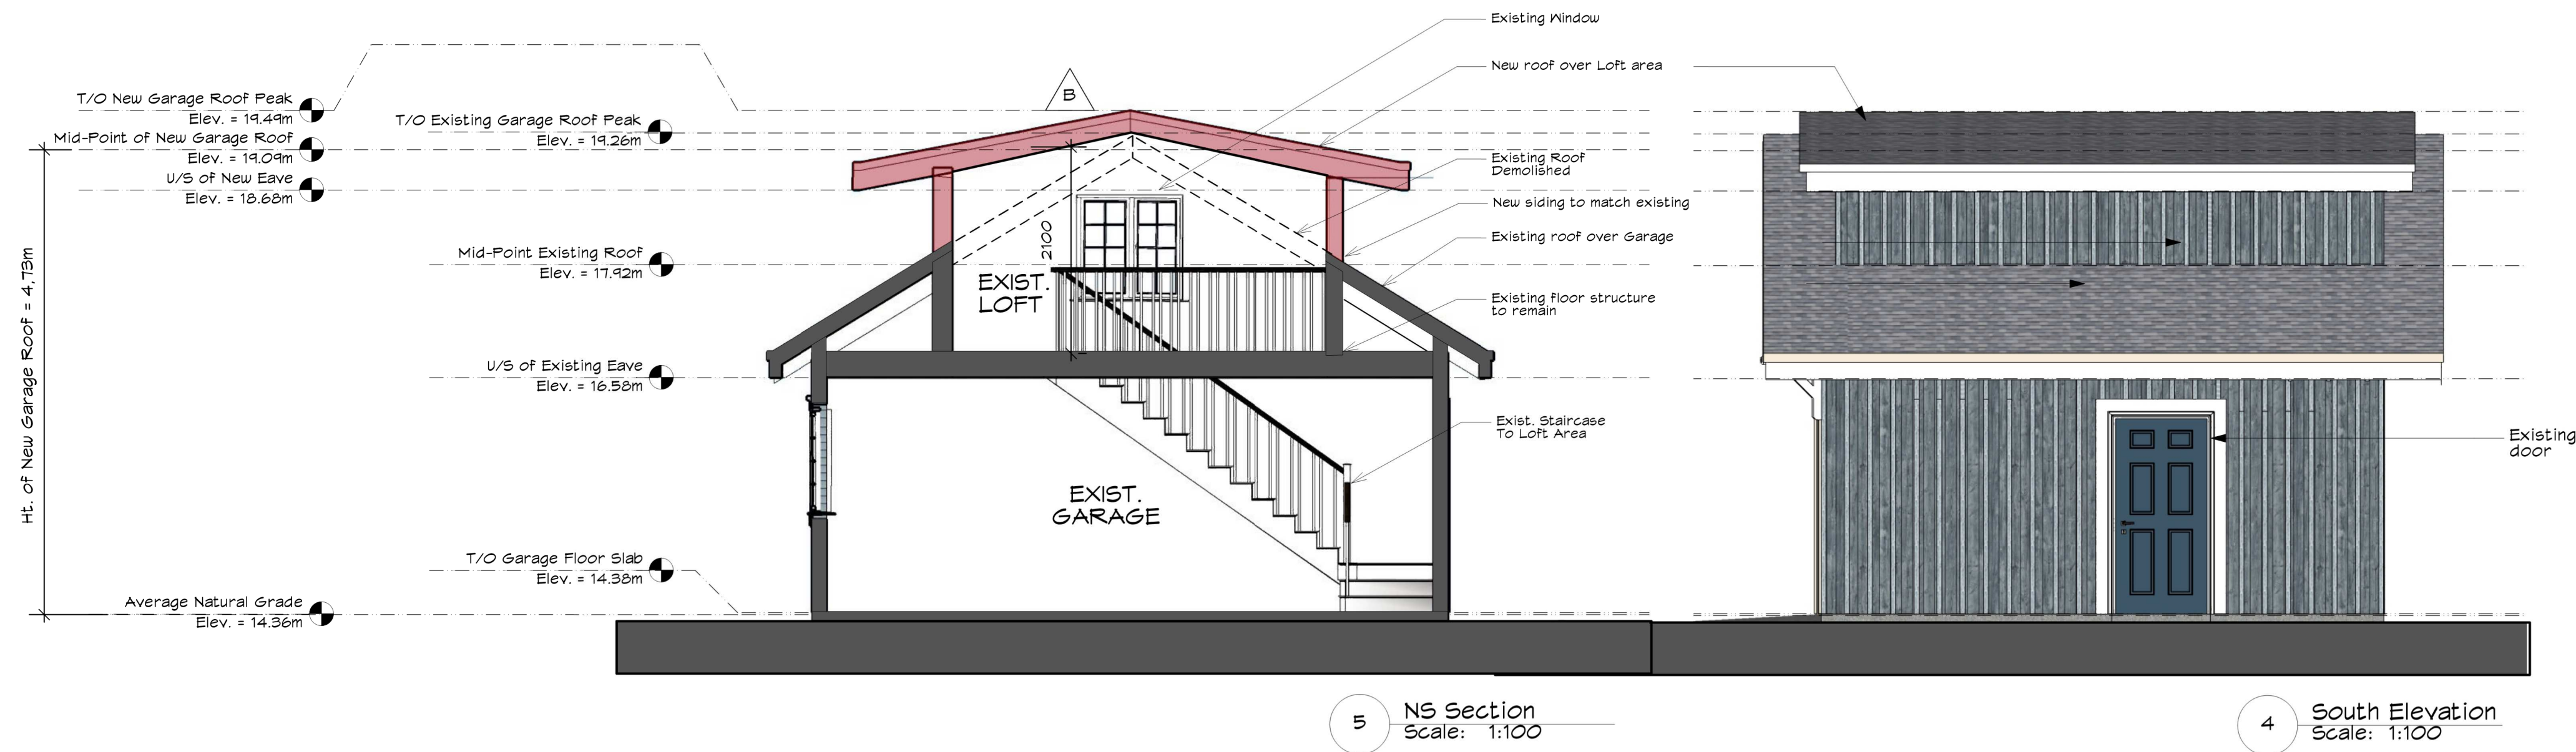 T/O New Garage Roof Peak
Elev. = 19.49m
Mid-Point of New Garage Roof
Elev. = 19.09m
U/S of New Eave
Elev. = 18.68m
Ht. of New Garage Roof = 4,73m
Average Natural Grade
Elev. = 14.36m
T/O Existing Garage Roof Peak
Elev. = 19.26m
Mid-Point Existing Roof
Elev. = 17.92m
U/S of Existing Eave
Elev. = 16.58m
T/O Garage Floor Slab
Elev. = 14.38m
B
2100
EXIST.
LOFT
EXIST.
GARAGE
Existing Window
New roof over Loft area
Existing Roof
Demolished
New siding to match existing
Existing roof over Garage
Existing floor structure
to remain
Exist. Staircase
To Loft Area
Existing
door
5
NS Section
Scale: 1:100
4
South Elevation
Scale: 1:100